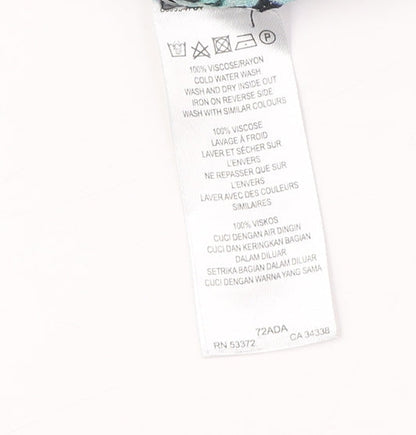 100% VISCOSE/RAYON
COLD WATER WASH
WASH AND DRY INSIDE OUT
IRON ON REVERSE SIDE
WASH WITH SIMILAR COLOURS
100% VISCOSE
LAVAGE À FROID
LAVER ET SÉCHER SUR
L'ENVERS
NE REPASSER QUE SUR
L'ENVERS
LAVER AVEC DES COULEURS
SIMILAIRES
100% VISKOS
CUCI DENGAN AIR DINGIN
CUCI DAN KERINGKAN BAGIAN
DALAM DILUAR
SETRIKA BAGIAN DALAM DILUAR
CUCI DENGAN WARNA YANG SAMA
72ADA
RN 53372 CA 34338